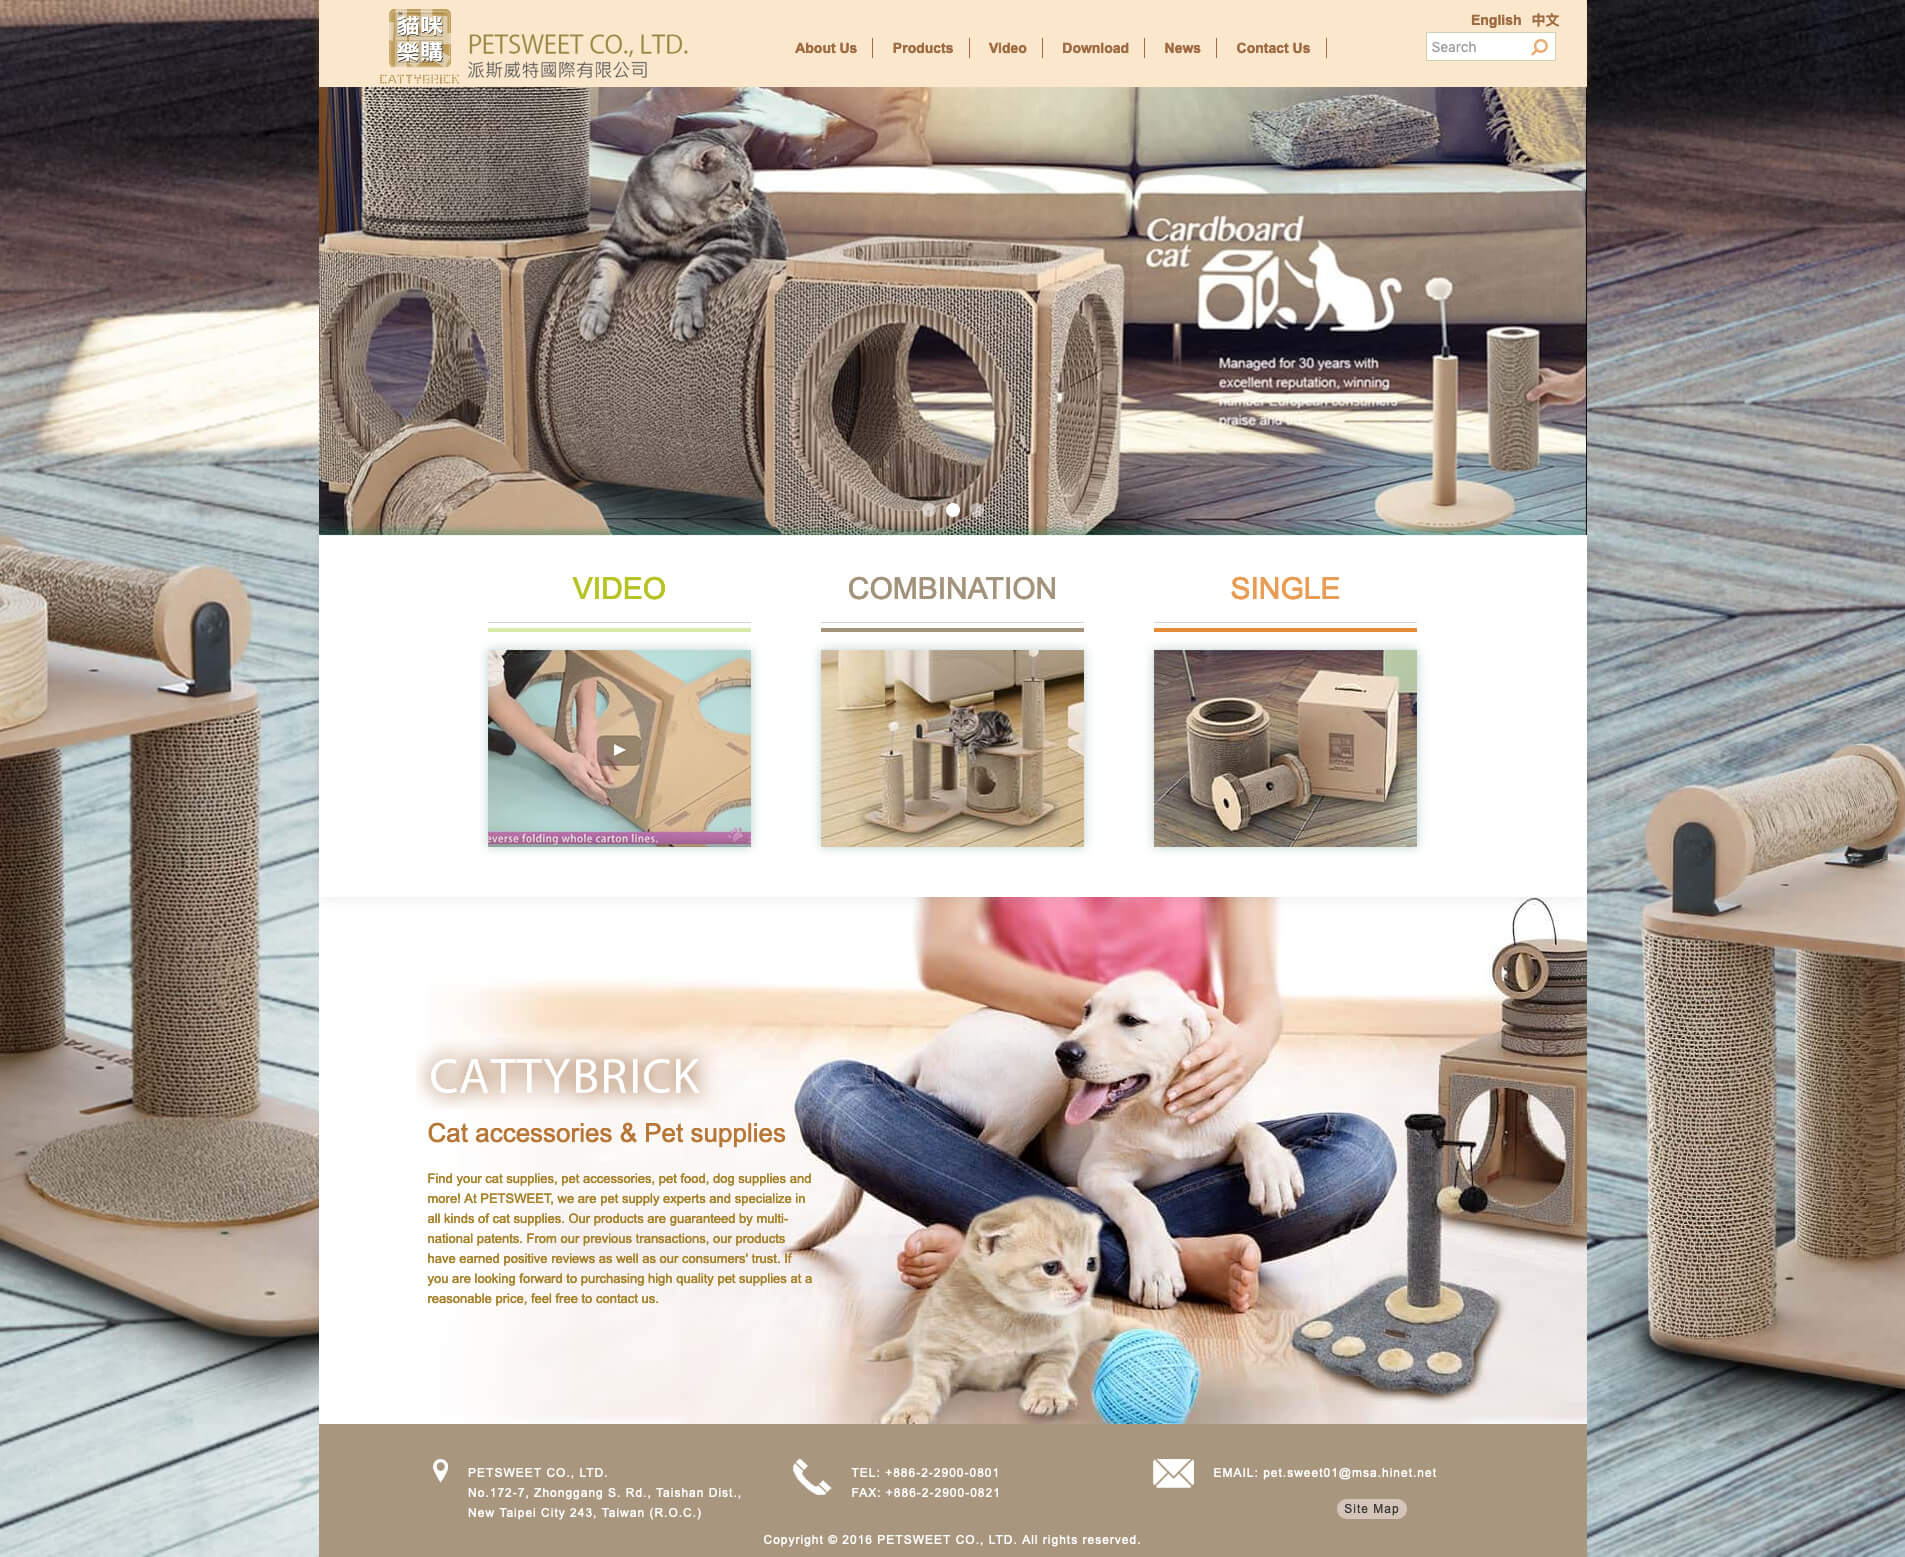 貓咪
樂購
CATTYBRICK
PETSWEET CO., LTD.
派斯威特國際有限公司
About Us
Products
Video
Download
News
Contact Us
English 中文
Search
Cardboard
cat
Managed for 30 years with
excellent reputation, winning
number European consumers
praise and
VIDEO
COMBINATION
SINGLE
everse folding whole carton lines.
CATTYBRICK
Cat accessories & Pet supplies
Find your cat supplies, pet accessories, pet food, dog supplies and
more! At PETSWEET, we are pet supply experts and specialize in
all kinds of cat supplies. Our products are guaranteed by multi-
national patents. From our previous transactions, our products
have earned positive reviews as well as our consumers' trust. If
you are looking forward to purchasing high quality pet supplies at a
reasonable price, feel free to contact us.
PETSWEET CO., LTD.
No.172-7, Zhonggang S. Rd., Taishan Dist.,
New Taipei City 243, Taiwan (R.O.C.)
TEL: +886-2-2900-0801
FAX: +886-2-2900-0821
EMAIL: pet.sweet01@msa.hinet.net
Site Map
Copyright © 2016 PETSWEET CO., LTD. All rights reserved.